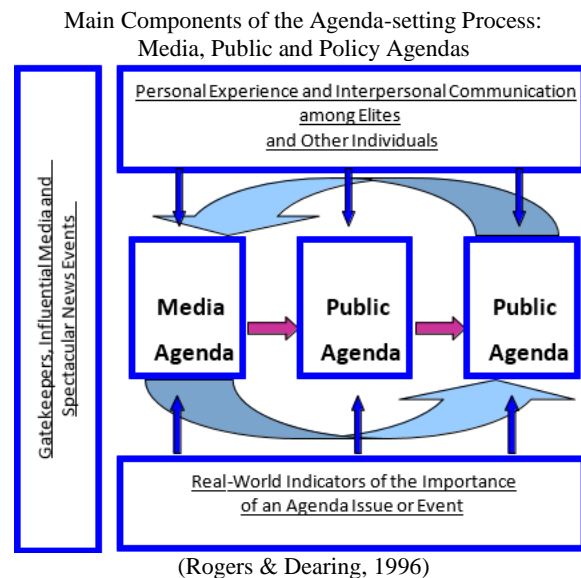 Main Components of the Agenda-setting Process:
Media, Public and Policy Agendas
Gatekeepers, Influential Media and
Spectacular News Events
Personal Experience and Interpersonal Communication
among Elites
and Other Individuals
Media
Agenda
Public
Agenda
Public
Agenda
Real-World Indicators of the Importance
of an Agenda Issue or Event
(Rogers & Dearing, 1996)